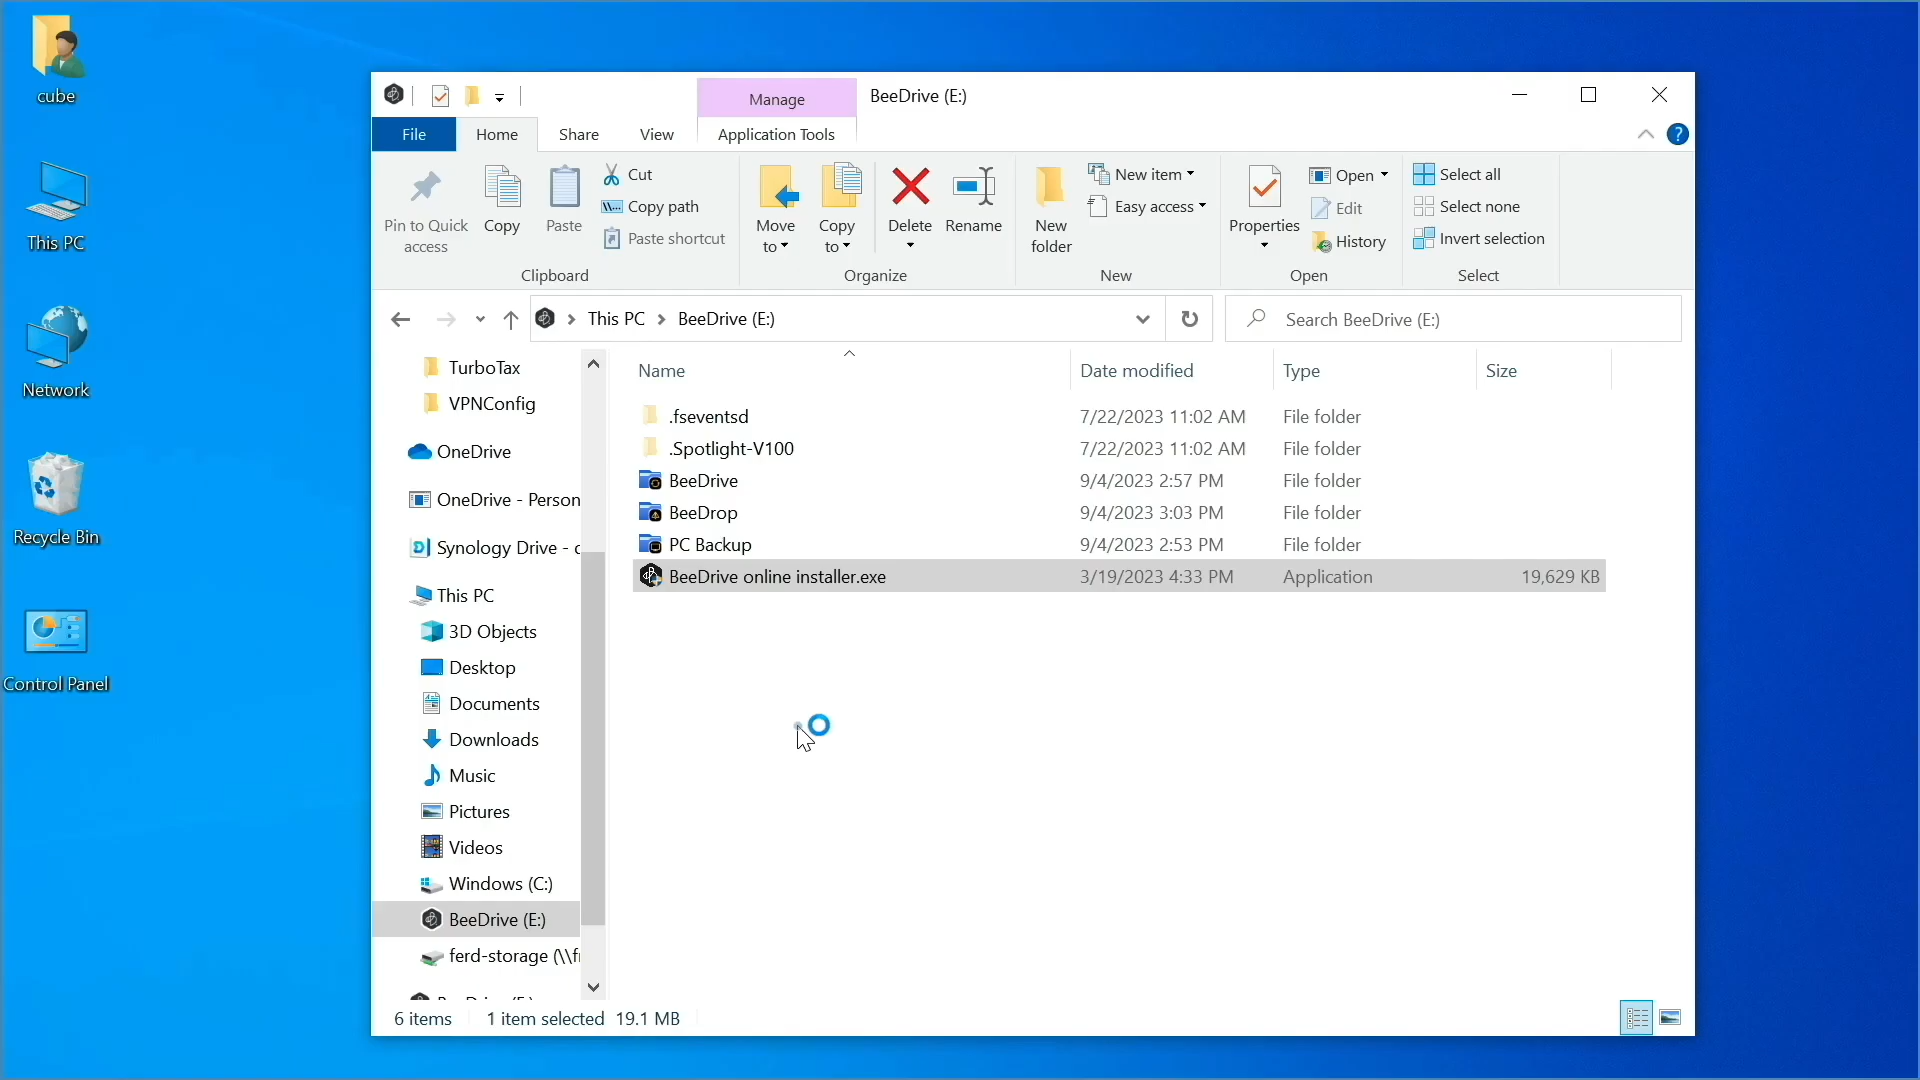 cube
This PC
Network
Recycle Bin
Control Panel
Manage
BeeDrive (E:)
File
Home
Share
View
Application Tools
?
Pin to Quick
access
Copy
Paste
Cut
Copy path
Paste shortcut
Clipboard
Move
to
Copy
to
Delete
Rename
Organize
New
folder
New item
Easy access
New
Properties
Open
Edit
History
Open
Select all
Select none
Invert selection
Select
This PC
BeeDrive (E:)
Search BeeDrive (E:)
TurboTax
VPNConfig
OneDrive
OneDrive - Person
Synology Drive - c
This PC
3D Objects
Desktop
Documents
Downloads
Music
Pictures
Videos
Windows (C:)
BeeDrive (E:)
ferd-storage (\\fr
Name Date modified Type Size
.fseventsd 7/22/2023 11:02 AM File folder
.Spotlight-V100 7/22/2023 11:02 AM File folder
BeeDrive 9/4/2023 2:57 PM File folder
BeeDrop 9/4/2023 3:03 PM File folder
PC Backup 9/4/2023 2:53 PM File folder
BeeDrive online installer.exe 3/19/2023 4:33 PM Application 19,629 KB
6 items 1 item selected 19.1 MB